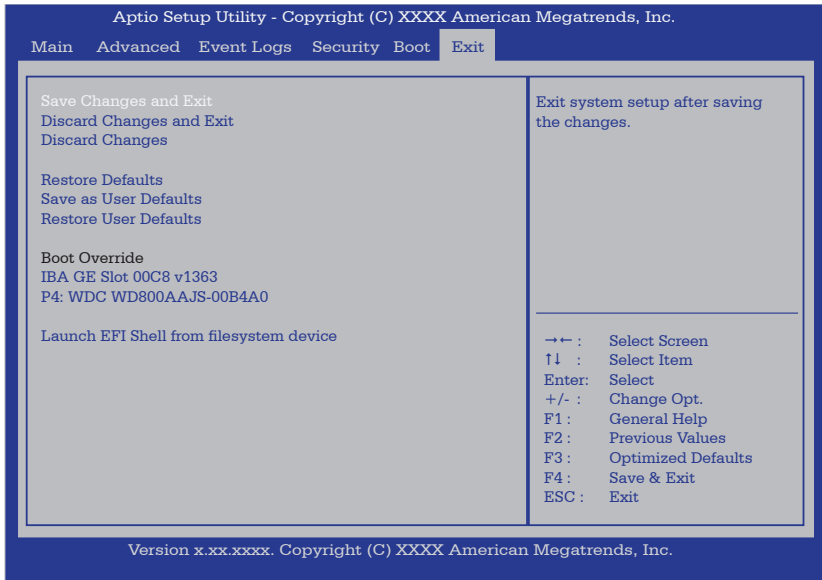 Aptio Setup Utility - Copyright (C) XXXX American Megatrends, Inc.
Main Advanced Event Logs Security Boot Exit
Save Changes and Exit
Discard Changes and Exit
Discard Changes
Restore Defaults
Save as User Defaults
Restore User Defaults
Boot Override
IBA GE Slot 00C8 v1363
P4: WDC WD800AAJS-00B4A0
Launch EFI Shell from filesystem device
Exit system setup after saving
the changes.
→← : Select Screen
↑↓ : Select Item
Enter: Select
+/- : Change Opt.
F1 : General Help
F2 : Previous Values
F3 : Optimized Defaults
F4 : Save & Exit
ESC : Exit
Version x.xx.xxxx. Copyright (C) XXXX American Megatrends, Inc.